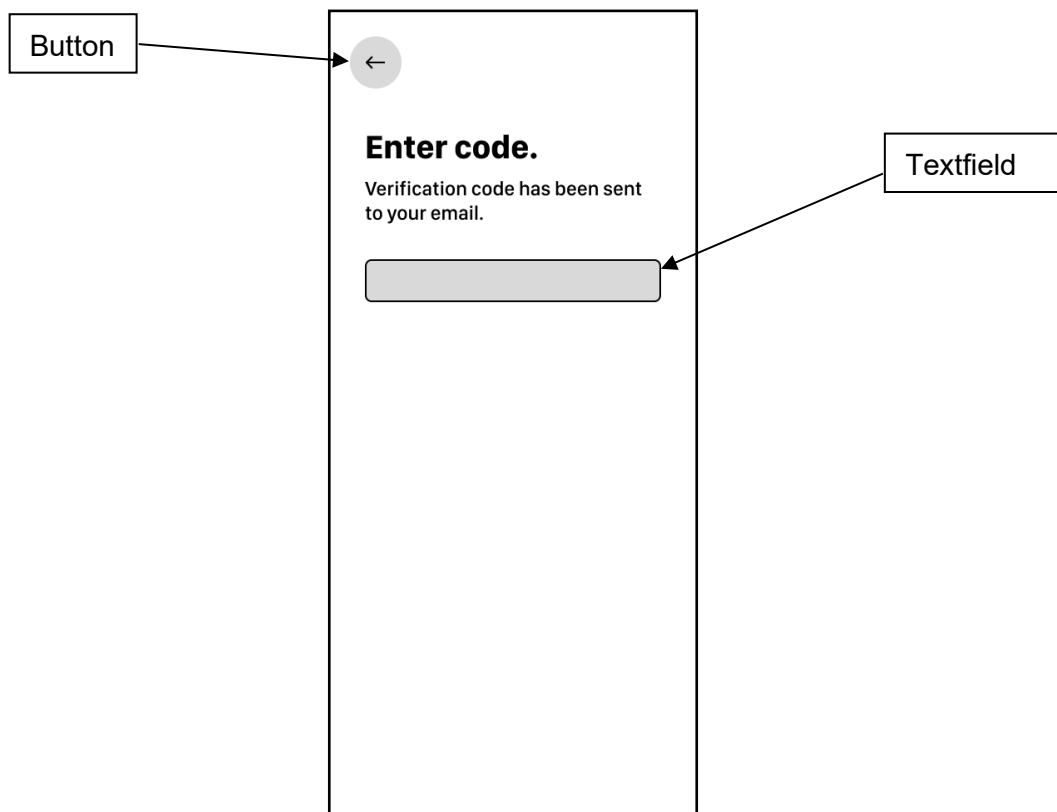 Button
←
Enter code.
Verification code has been sent
to your email.
Textfield